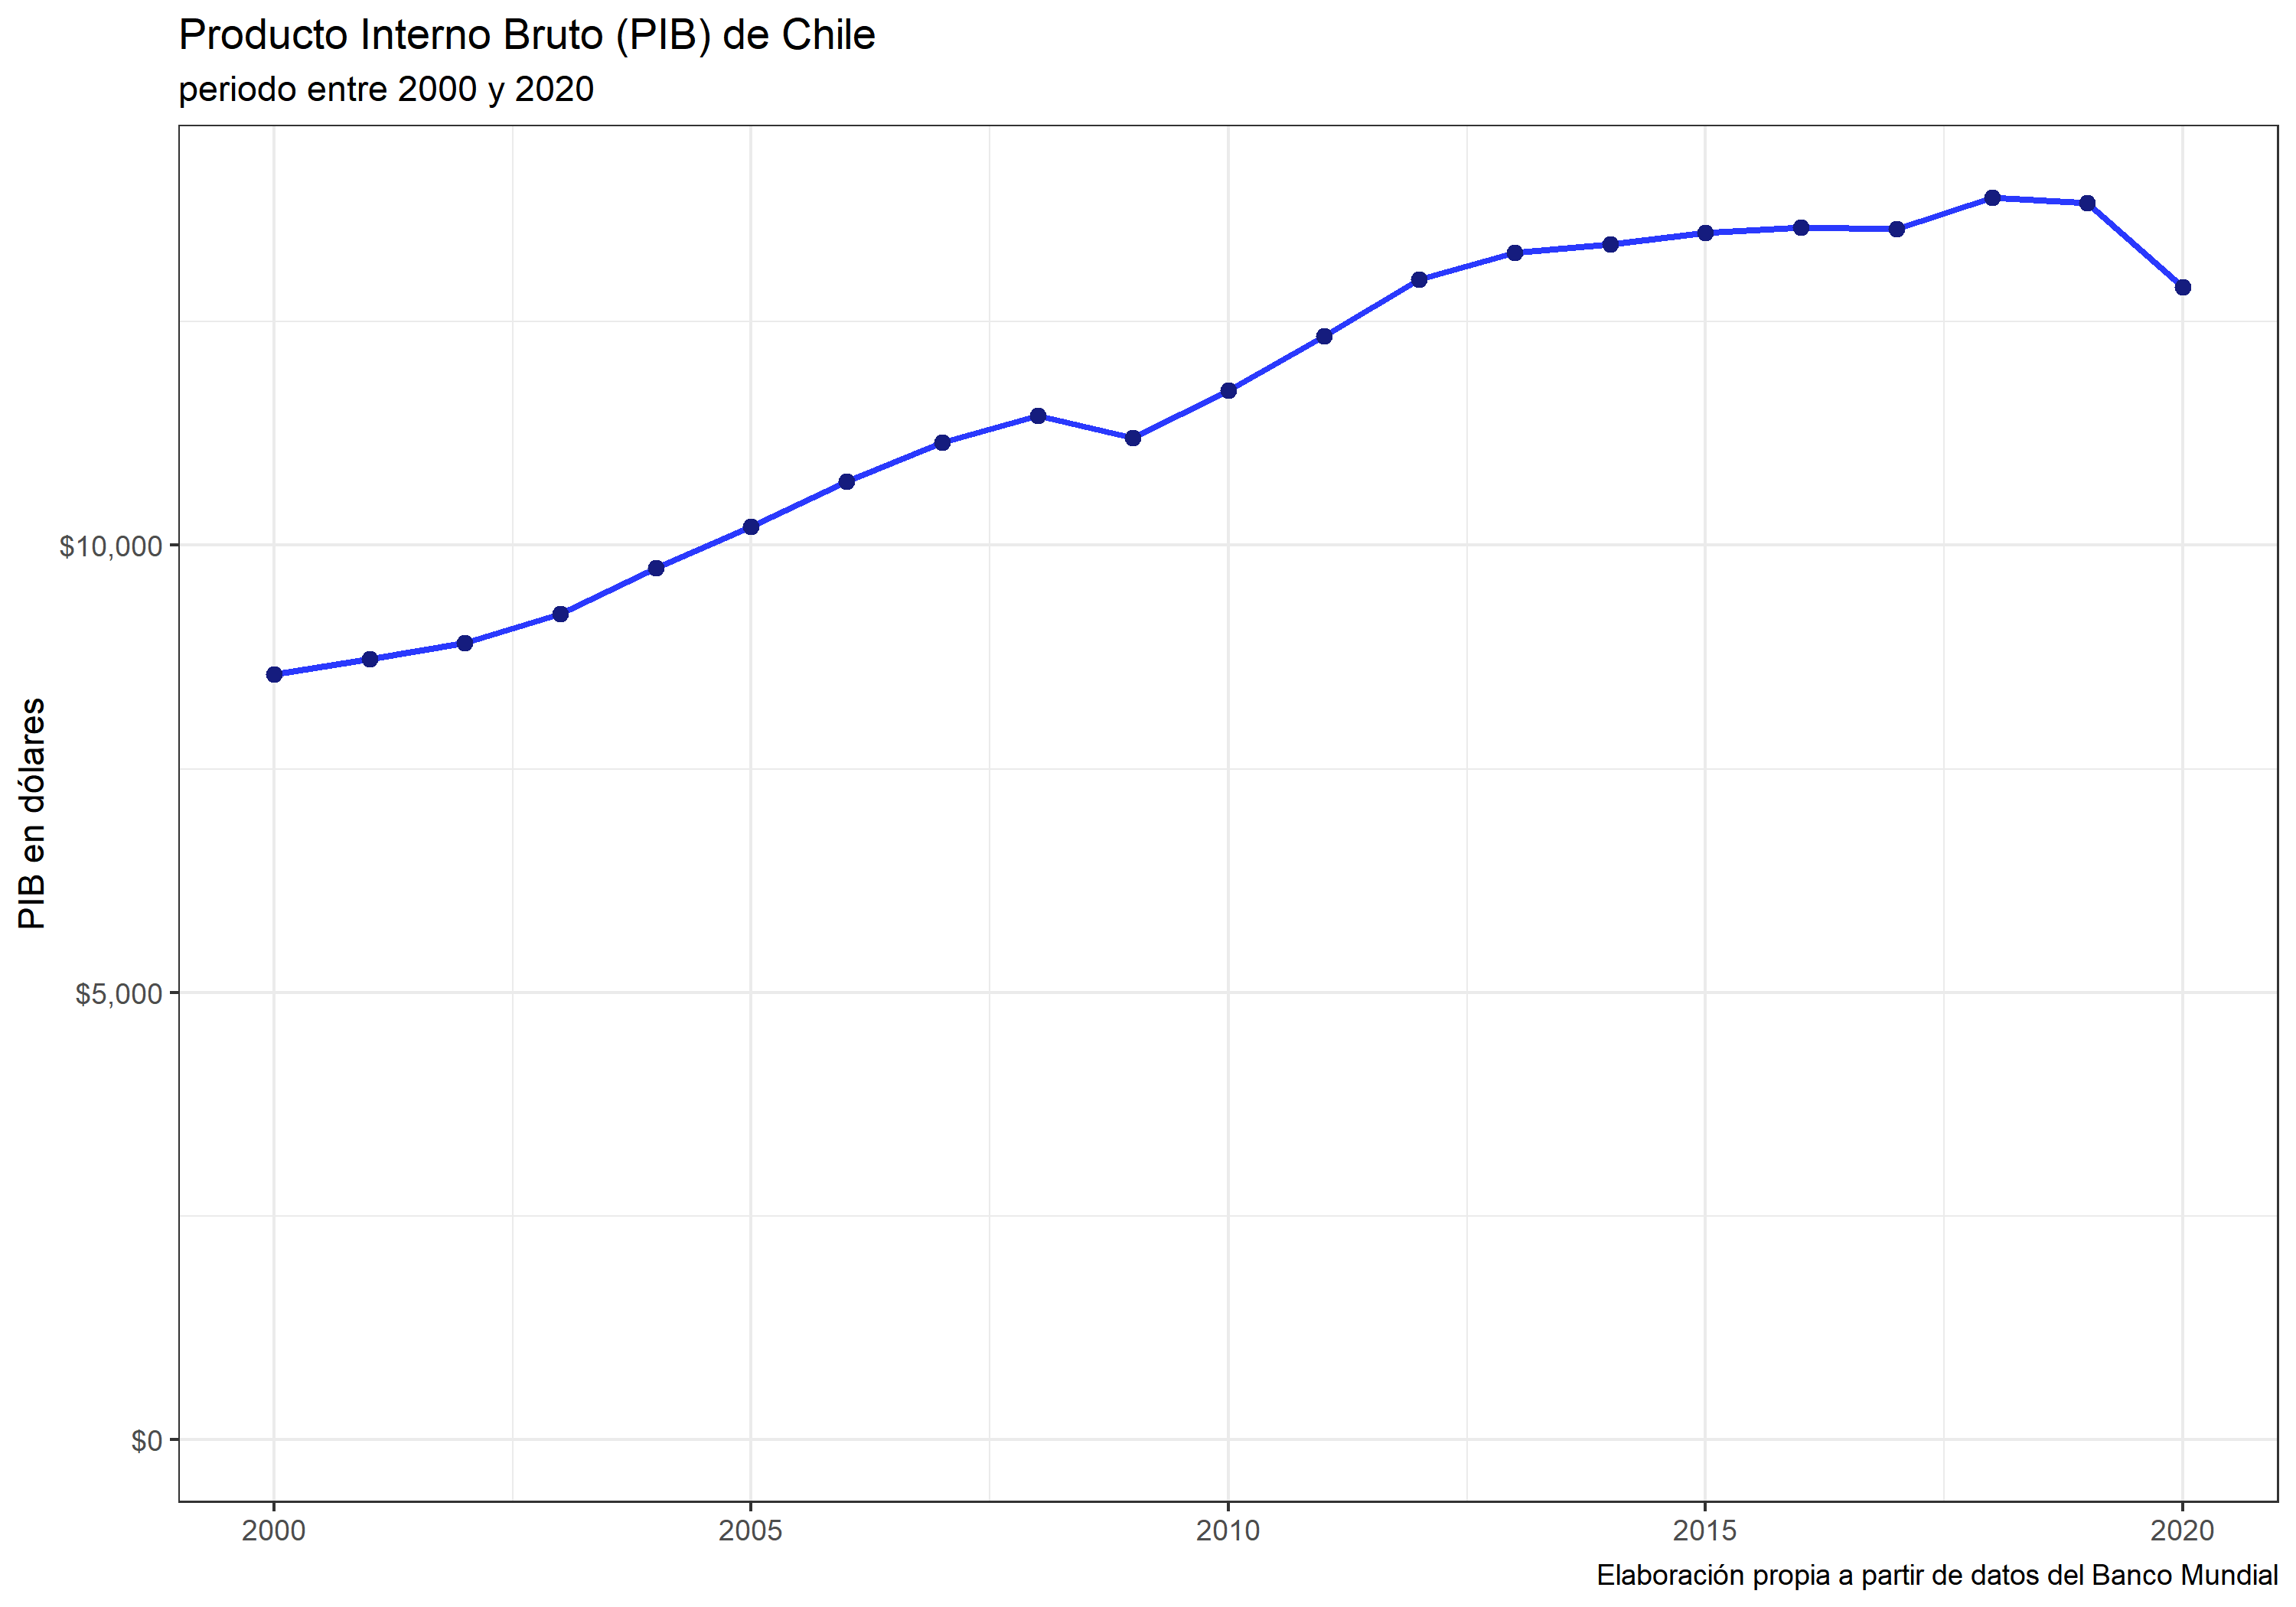 Producto Interno Bruto (PIB) de Chile
periodo entre 2000 y 2020
PIB en dólares
$10,000
$5,000
$0
2000
2005
2010
2015
2020
Elaboración propia a partir de datos del Banco Mundial